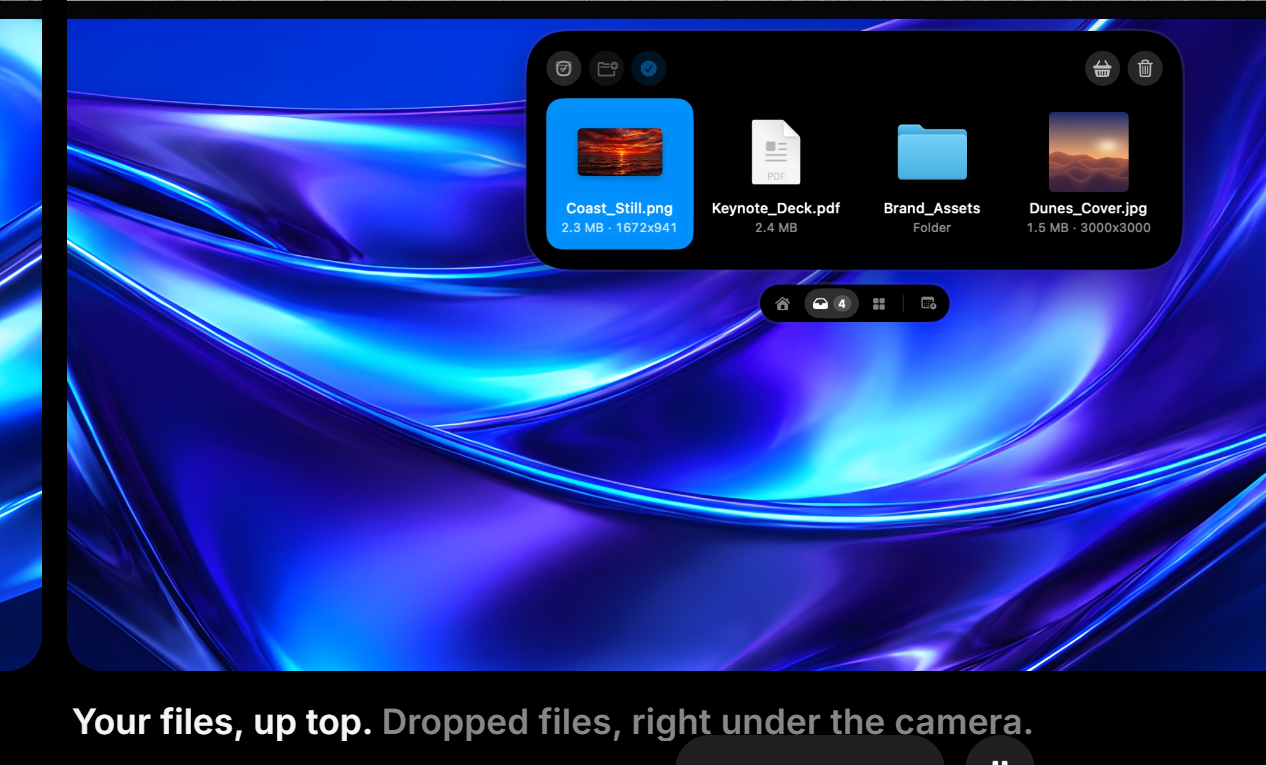 Coast_Still.png
2.3 MB · 1672x941
PDF
Keynote_Deck.pdf
2.4 MB
Brand_Assets
Folder
Dunes_Cover.jpg
1.5 MB · 3000x3000
4
Your files, up top. Dropped files, right under the camera.